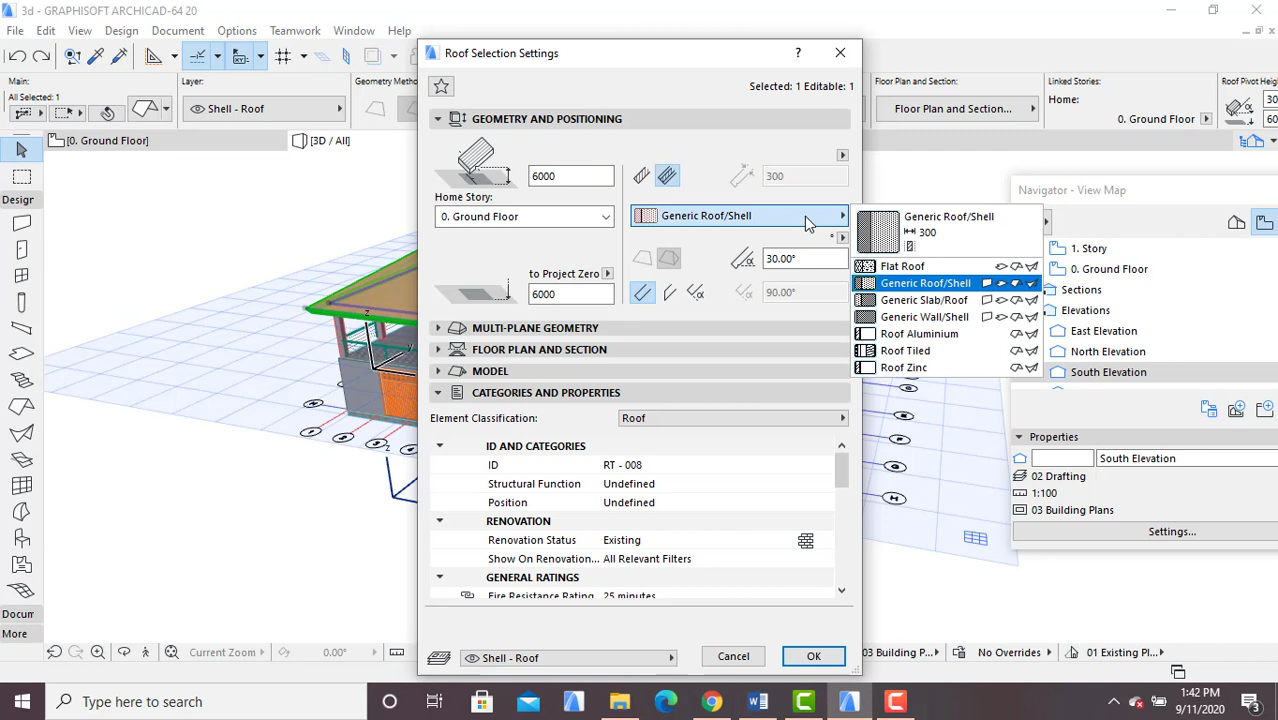 3d - GRAPHISOFT ARCHICAD-64 20
File Edit View Design Document Options Teamwork Window Help
Main:
All Selected: 1
Layer:
Shell - Roof
Geometry Metho
Floor Plan and Section:
Floor Plan and Section...
Linked Stories:
Home:
0. Ground Floor
Roof Pivot Heig
[0. Ground Floor]
[3D / All]
Design
Docum
More
Roof Selection Settings
?
Selected: 1 Editable: 1
GEOMETRY AND POSITIONING
6000
300
Home Story:
0. Ground Floor
Generic Roof/Shell
°
30.00°
to Project Zero
6000
90.00°
MULTI-PLANE GEOMETRY
FLOOR PLAN AND SECTION
MODEL
CATEGORIES AND PROPERTIES
Element Classification:
Roof
ID AND CATEGORIES
ID RT - 008
Structural Function Undefined
Position Undefined
RENOVATION
Renovation Status Existing
Show On Renovation... All Relevant Filters
GENERAL RATINGS
Fire Resistance Rating 25 minutes
Shell - Roof
Cancel
OK
Generic Roof/Shell
300
Flat Roof
Generic Roof/Shell
Generic Slab/Roof
Generic Wall/Shell
Roof Aluminium
Roof Tiled
Roof Zinc
Navigator - View Map
1. Story
0. Ground Floor
Sections
Elevations
East Elevation
North Elevation
South Elevation
Properties
South Elevation
02 Drafting
1:100
03 Building Plans
Settings...
Current Zoom
0.00°
03 Building P...
No Overrides
01 Existing Pl...
Type here to search
1:42 PM
9/11/2020
3